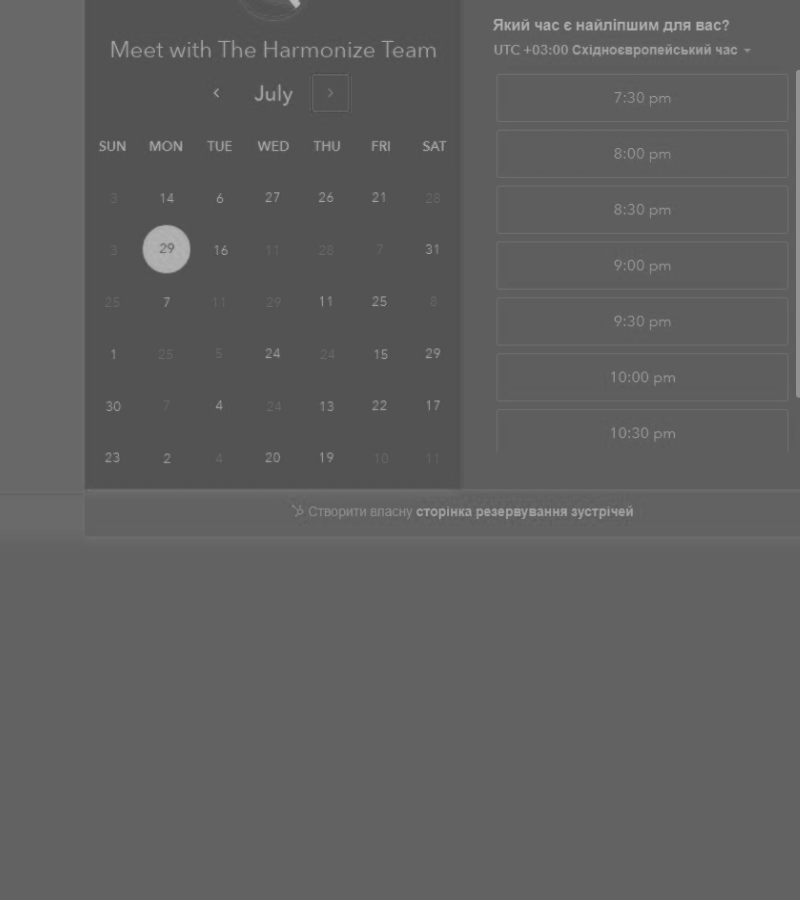 Meet with The Harmonize Team
July
SUN MON TUE WED THU FRI SAT
3 14 6 27 26 21 28
3 29 16 11 28 7 31
25 7 11 29 11 25 8
1 25 5 24 24 15 29
30 7 4 24 13 22 17
23 2 4 20 19 10 11
Який час є найліпшим для вас?
UTC +03:00 Східноєвропейський час
7:30 pm
8:00 pm
8:30 pm
9:00 pm
9:30 pm
10:00 pm
10:30 pm
Створити власну сторінка резервування зустрічей